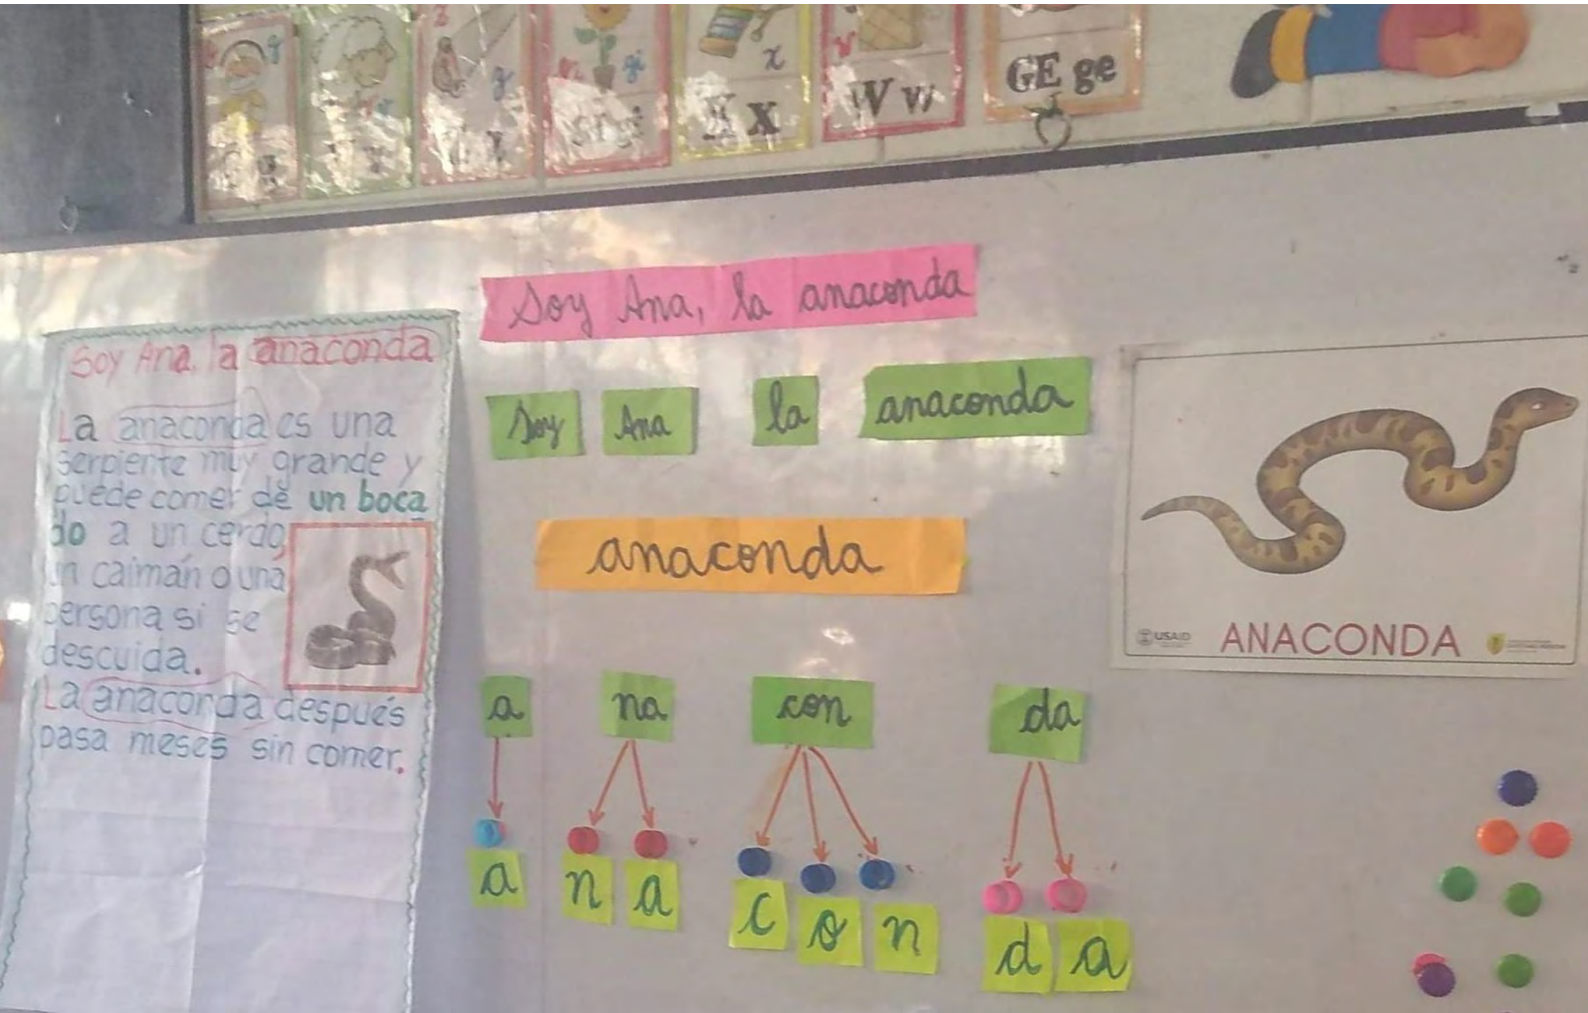 X x
W w
GE ge
Soy Ana, la anaconda
La anaconda es una
serpiente muy grande y
puede comer de un boca
do a un cerdo,
un caimán o una
persona si se
descuida.
La anaconda después
pasa meses sin comer.
Soy Ana, la anaconda
Soy Ana la anaconda
anaconda
a na con da
a n a c o n d a
USAID
ANACONDA